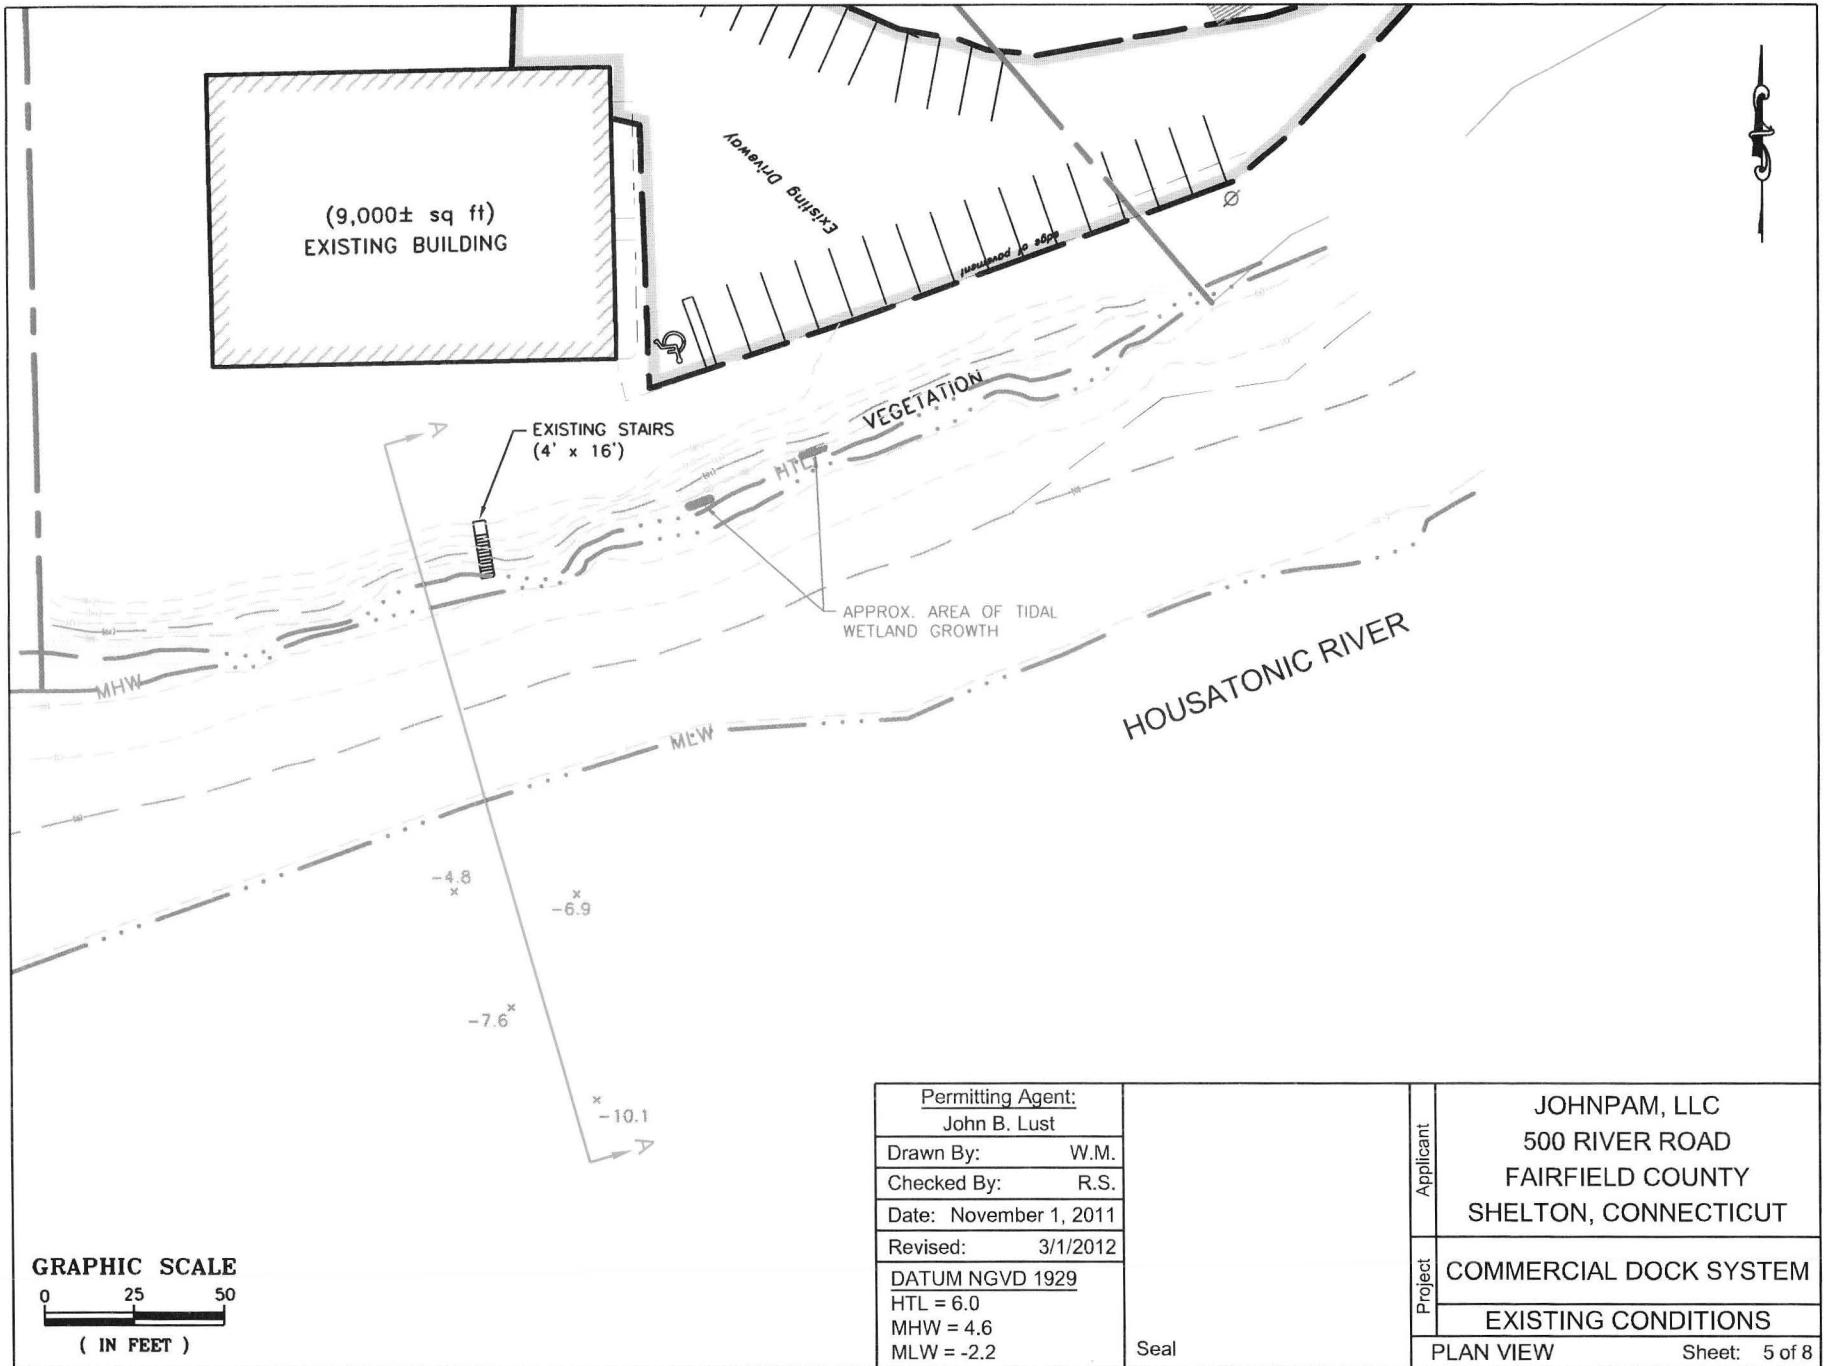 (9,000± sq ft)
EXISTING BUILDING
Existing Driveway
edge of pavement
VEGETATION
A
EXISTING STAIRS
(4' x 16')
HTL
APPROX. AREA OF TIDAL
WETLAND GROWTH
MHW
HOUSATONIC RIVER
MLW
-4.8
-6.9
-7.6
-10.1
A
GRAPHIC SCALE
0 25 50
( IN FEET )
Permitting Agent:
John B. Lust
Drawn By: W.M.
Checked By: R.S.
Date: November 1, 2011
Revised: 3/1/2012
DATUM NGVD 1929
HTL = 6.0
MHW = 4.6
MLW = -2.2
Seal
Applicant
JOHNPAM, LLC
500 RIVER ROAD
FAIRFIELD COUNTY
SHELTON, CONNECTICUT
Project
COMMERCIAL DOCK SYSTEM
EXISTING CONDITIONS
PLAN VIEW Sheet: 5 of 8